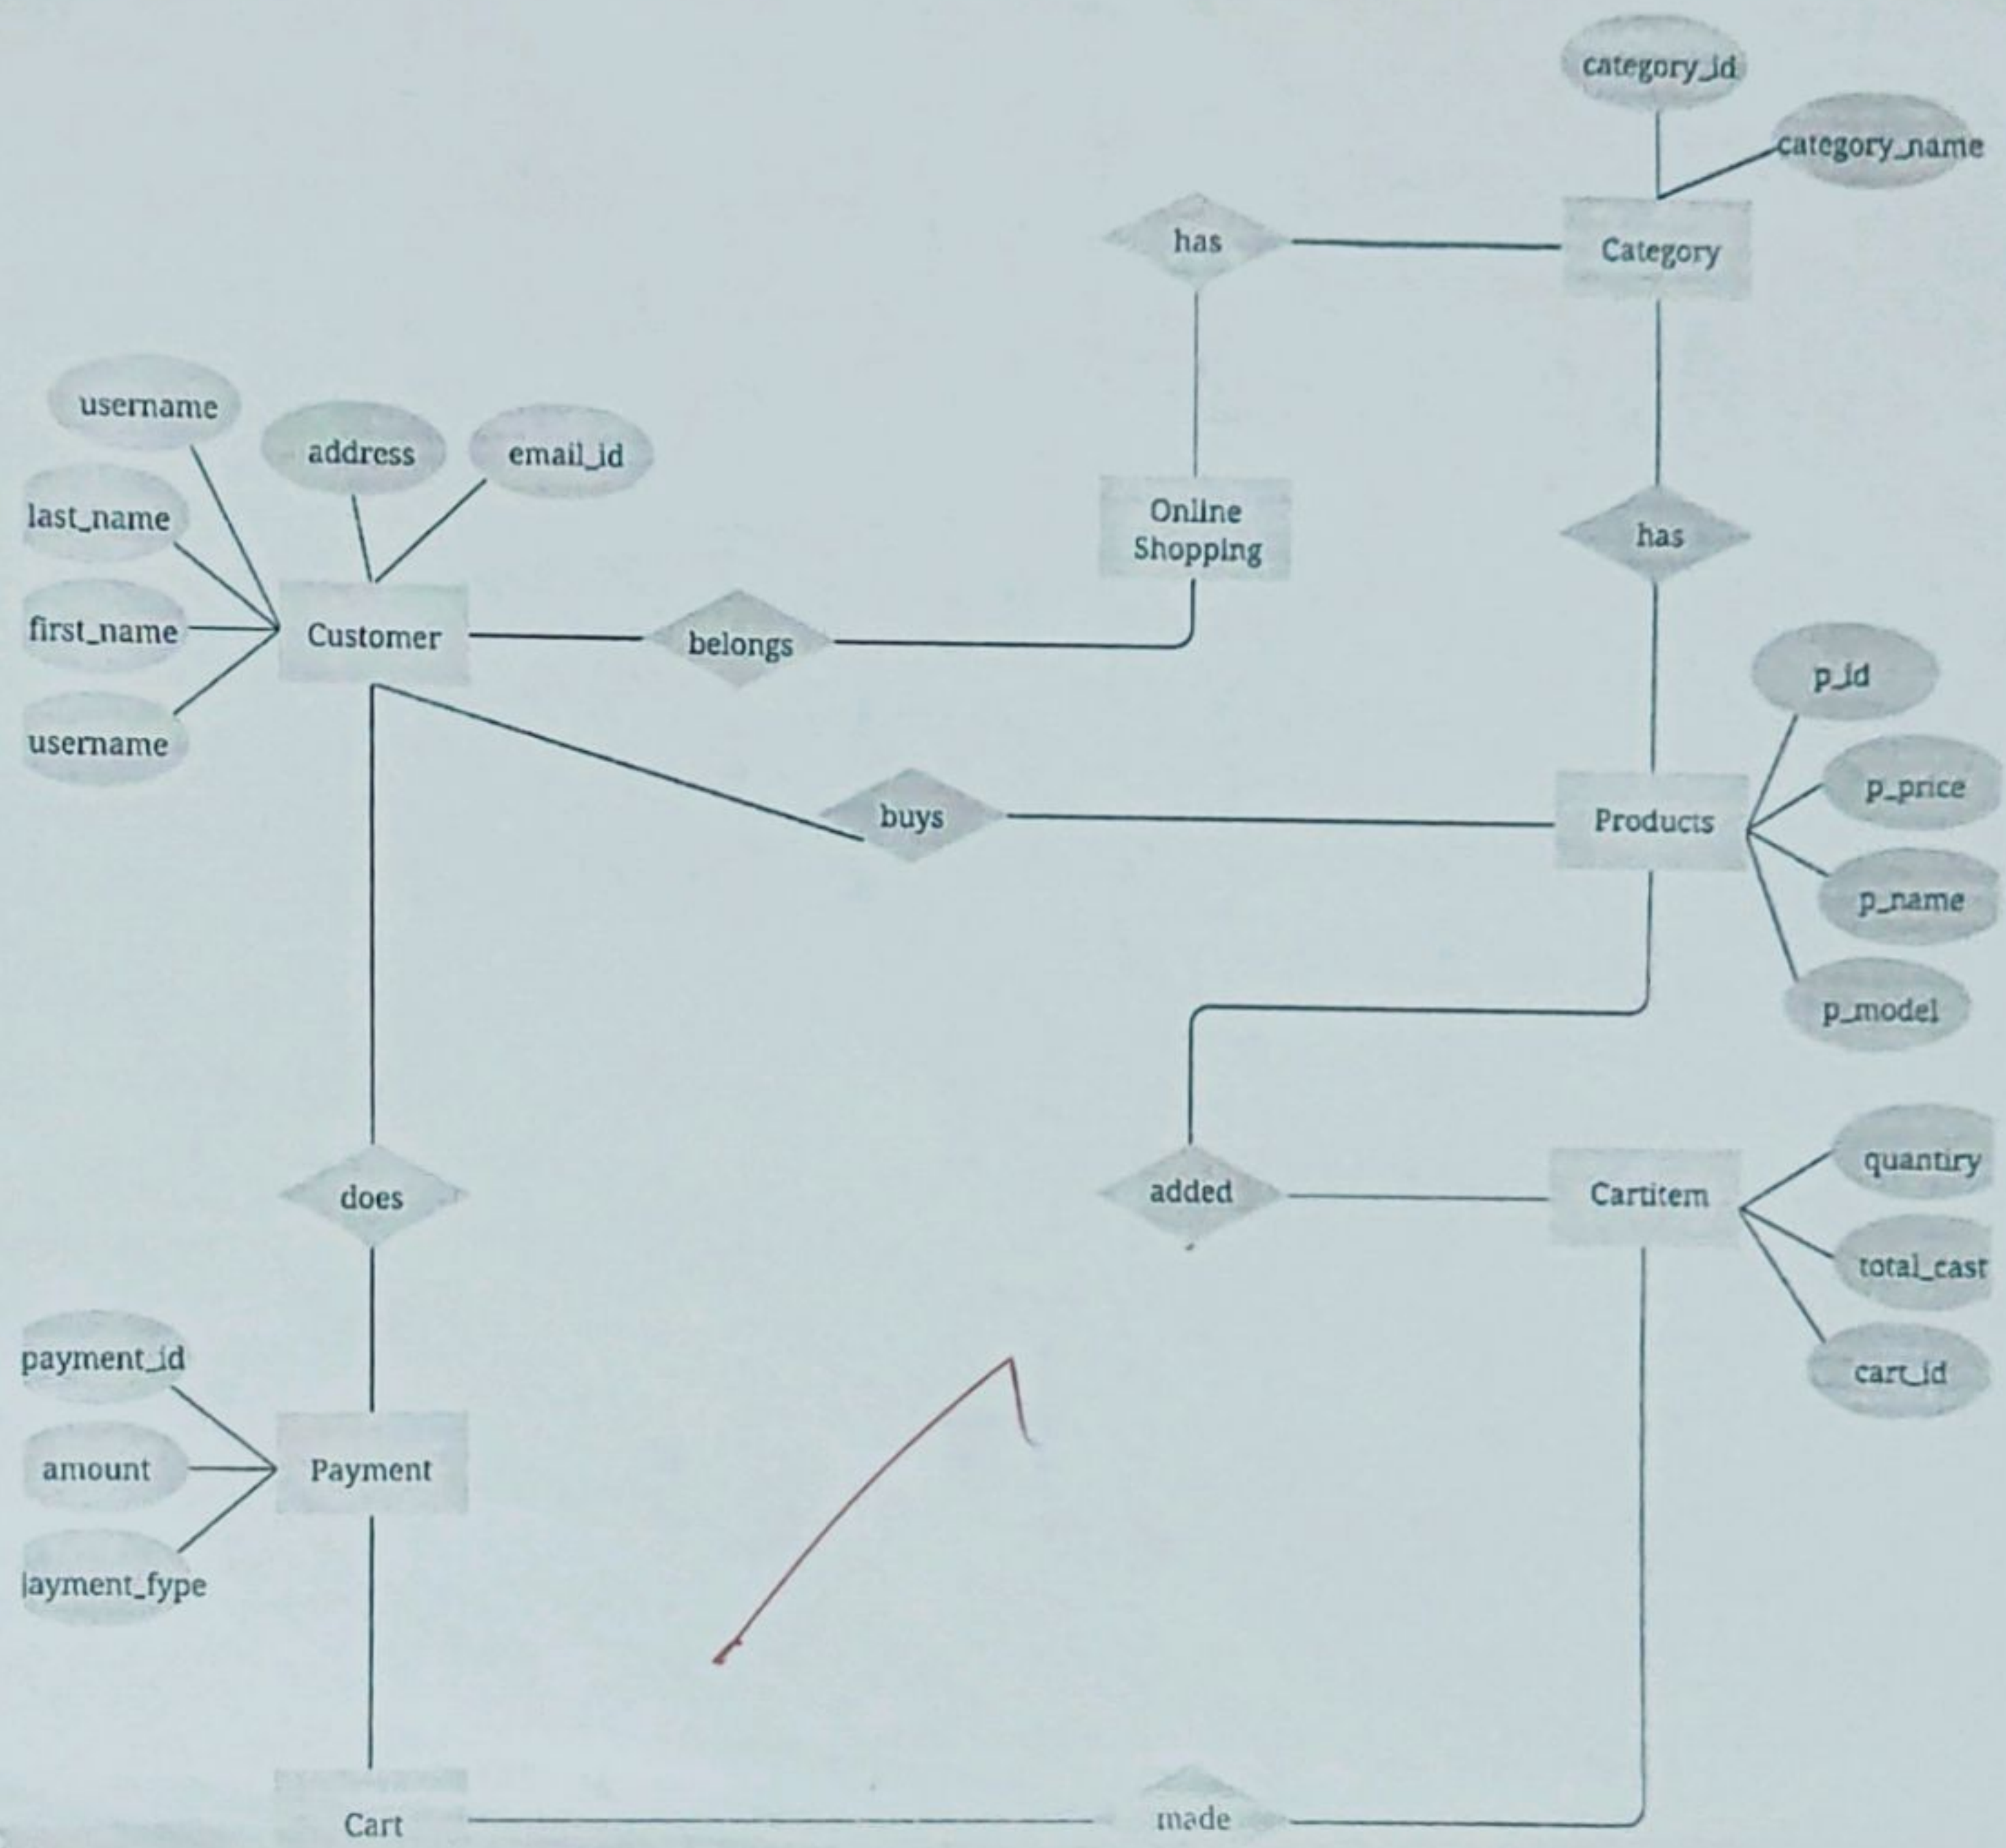 category_id
category_name
has
Category
username
address
email_id
last_name
Online
Shopping
has
first_name
Customer
belongs
p_id
username
p_price
buys
Products
p_name
p_model
quantiry
does
added
Cartitem
total_cast
payment_id
cart_id
amount
Payment
layment_fype
Cart
made